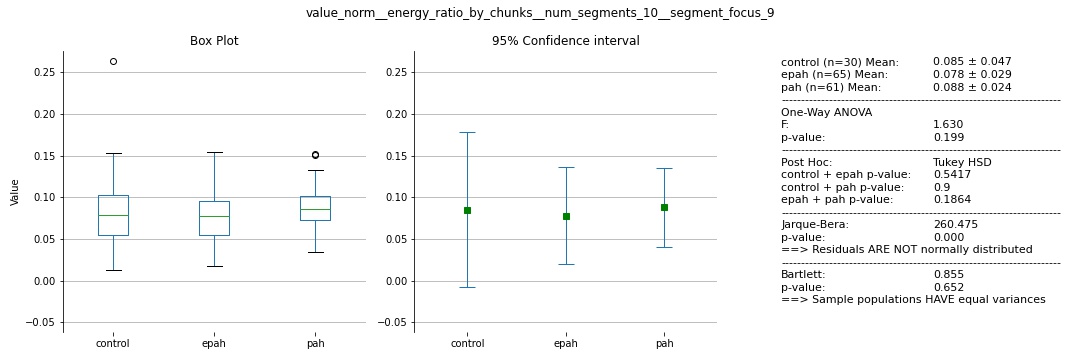 value_norm__energy_ratio_by_chunks__num_segments_10__segment_focus_9
Box Plot
Value
0.25
0.20
0.15
0.10
0.05
0.00
−0.05
control epah pah
95% Confidence interval
0.25
0.20
0.15
0.10
0.05
0.00
−0.05
control epah pah
control (n=30) Mean: 0.085 ± 0.047
epah (n=65) Mean: 0.078 ± 0.029
pah (n=61) Mean: 0.088 ± 0.024
One-Way ANOVA
F: 1.630
p-value: 0.199
Post Hoc: Tukey HSD
control + epah p-value: 0.5417
control + pah p-value: 0.9
epah + pah p-value: 0.1864
Jarque-Bera: 260.475
p-value: 0.000
==> Residuals ARE NOT normally distributed
Bartlett: 0.855
p-value: 0.652
==> Sample populations HAVE equal variances